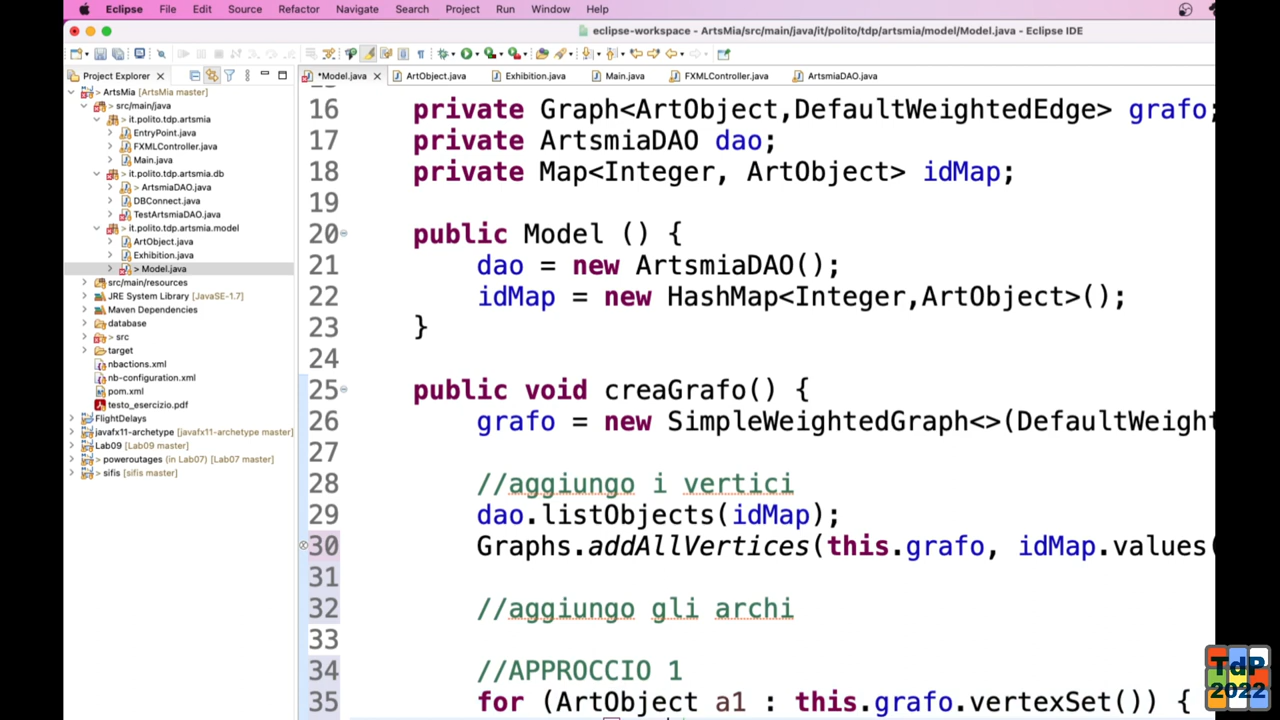 Eclipse File Edit Source Refactor Navigate Search Project Run Window Help
eclipse-workspace - ArtsMia/src/main/java/it/polito/tdp/artsmia/model/Model.java - Eclipse IDE
Project Explorer
*Model.java ArtObject.java Exhibition.java Main.java FXMLController.java ArtsmiaDAO.java
ArtsMia [ArtsMia master]
src/main/java
it.polito.tdp.artsmia
EntryPoint.java
FXMLController.java
Main.java
it.polito.tdp.artsmia.db
> ArtsmiaDAO.java
DBConnect.java
TestArtsmiaDAO.java
it.polito.tdp.artsmia.model
ArtObject.java
Exhibition.java
> Model.java
src/main/resources
JRE System Library [JavaSE-1.7]
Maven Dependencies
database
> src
target
nbactions.xml
nb-configuration.xml
pom.xml
testo_esercizio.pdf
FlightDelays
javafx11-archetype [javafx11-archetype master]
Lab09 [Lab09 master]
> poweroutages (in Lab07) [Lab07 master]
> sifis [sifis master]
16 private Graph<ArtObject,DefaultWeightedEdge> grafo;
17 private ArtsmiaDAO dao;
18 private Map<Integer, ArtObject> idMap;
19
20 public Model () {
21 dao = new ArtsmiaDAO();
22 idMap = new HashMap<Integer,ArtObject>();
23 }
24
25 public void creaGrafo() {
26 grafo = new SimpleWeightedGraph<>(DefaultWeight
27
28 //aggiungo i vertici
29 dao.listObjects(idMap);
30 Graphs.addAllVertices(this.grafo, idMap.values(
31
32 //aggiungo gli archi
33
34 //APPROCCIO 1
35 for (ArtObject a1 : this.grafo.vertexSet()) {
TdP
2022